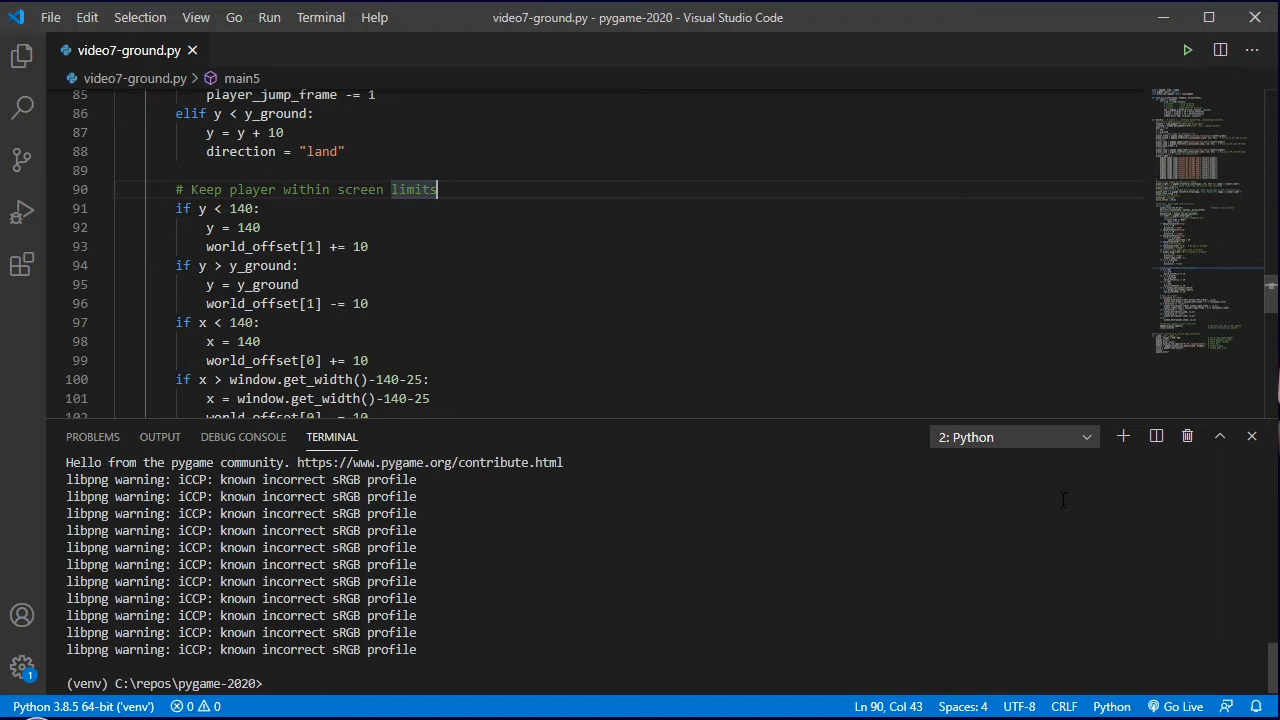 File Edit Selection View Go Run Terminal Help video7-ground.py - pygame-2020 - Visual Studio Code
video7-ground.py
video7-ground.py > main5
85 player_jump_frame -= 1
86 elif y < y_ground:
87 y = y + 10
88 direction = "land"
89
90 # Keep player within screen limits
91 if y < 140:
92 y = 140
93 world_offset[1] += 10
94 if y > y_ground:
95 y = y_ground
96 world_offset[1] -= 10
97 if x < 140:
98 x = 140
99 world_offset[0] += 10
100 if x > window.get_width()-140-25:
101 x = window.get_width()-140-25
102 world_offset[0] -= 10
PROBLEMS OUTPUT DEBUG CONSOLE TERMINAL 2: Python
Hello from the pygame community. https://www.pygame.org/contribute.html
libpng warning: iCCP: known incorrect sRGB profile
libpng warning: iCCP: known incorrect sRGB profile
libpng warning: iCCP: known incorrect sRGB profile
libpng warning: iCCP: known incorrect sRGB profile
libpng warning: iCCP: known incorrect sRGB profile
libpng warning: iCCP: known incorrect sRGB profile
libpng warning: iCCP: known incorrect sRGB profile
libpng warning: iCCP: known incorrect sRGB profile
libpng warning: iCCP: known incorrect sRGB profile
libpng warning: iCCP: known incorrect sRGB profile
libpng warning: iCCP: known incorrect sRGB profile
(venv) C:\repos\pygame-2020>
1
Python 3.8.5 64-bit ('venv') 0 0 Ln 90, Col 43 Spaces: 4 UTF-8 CRLF Python Go Live